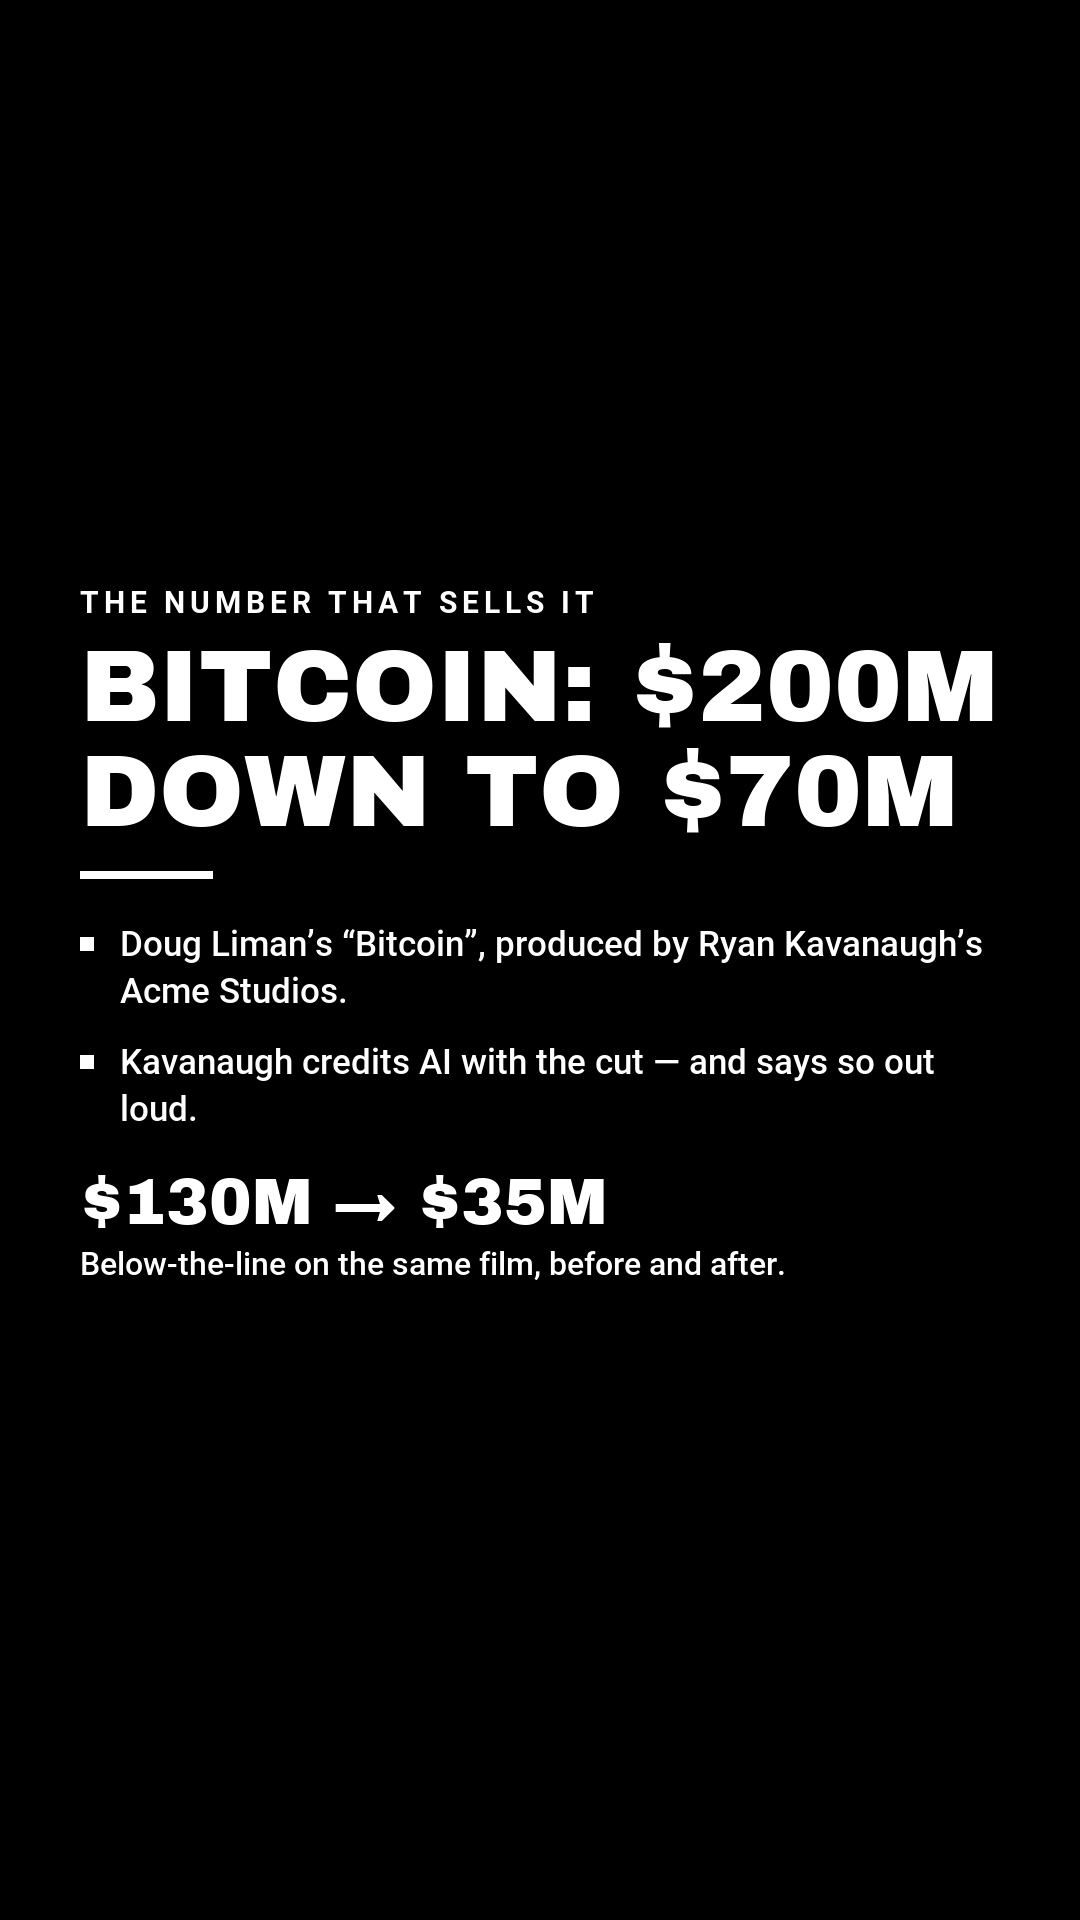 THE NUMBER THAT SELLS IT
BITCOIN: $200M
DOWN TO $70M
Doug Liman’s “Bitcoin”, produced by Ryan Kavanaugh’s
Acme Studios.
Kavanaugh credits AI with the cut — and says so out
loud.
$130M → $35M
Below-the-line on the same film, before and after.